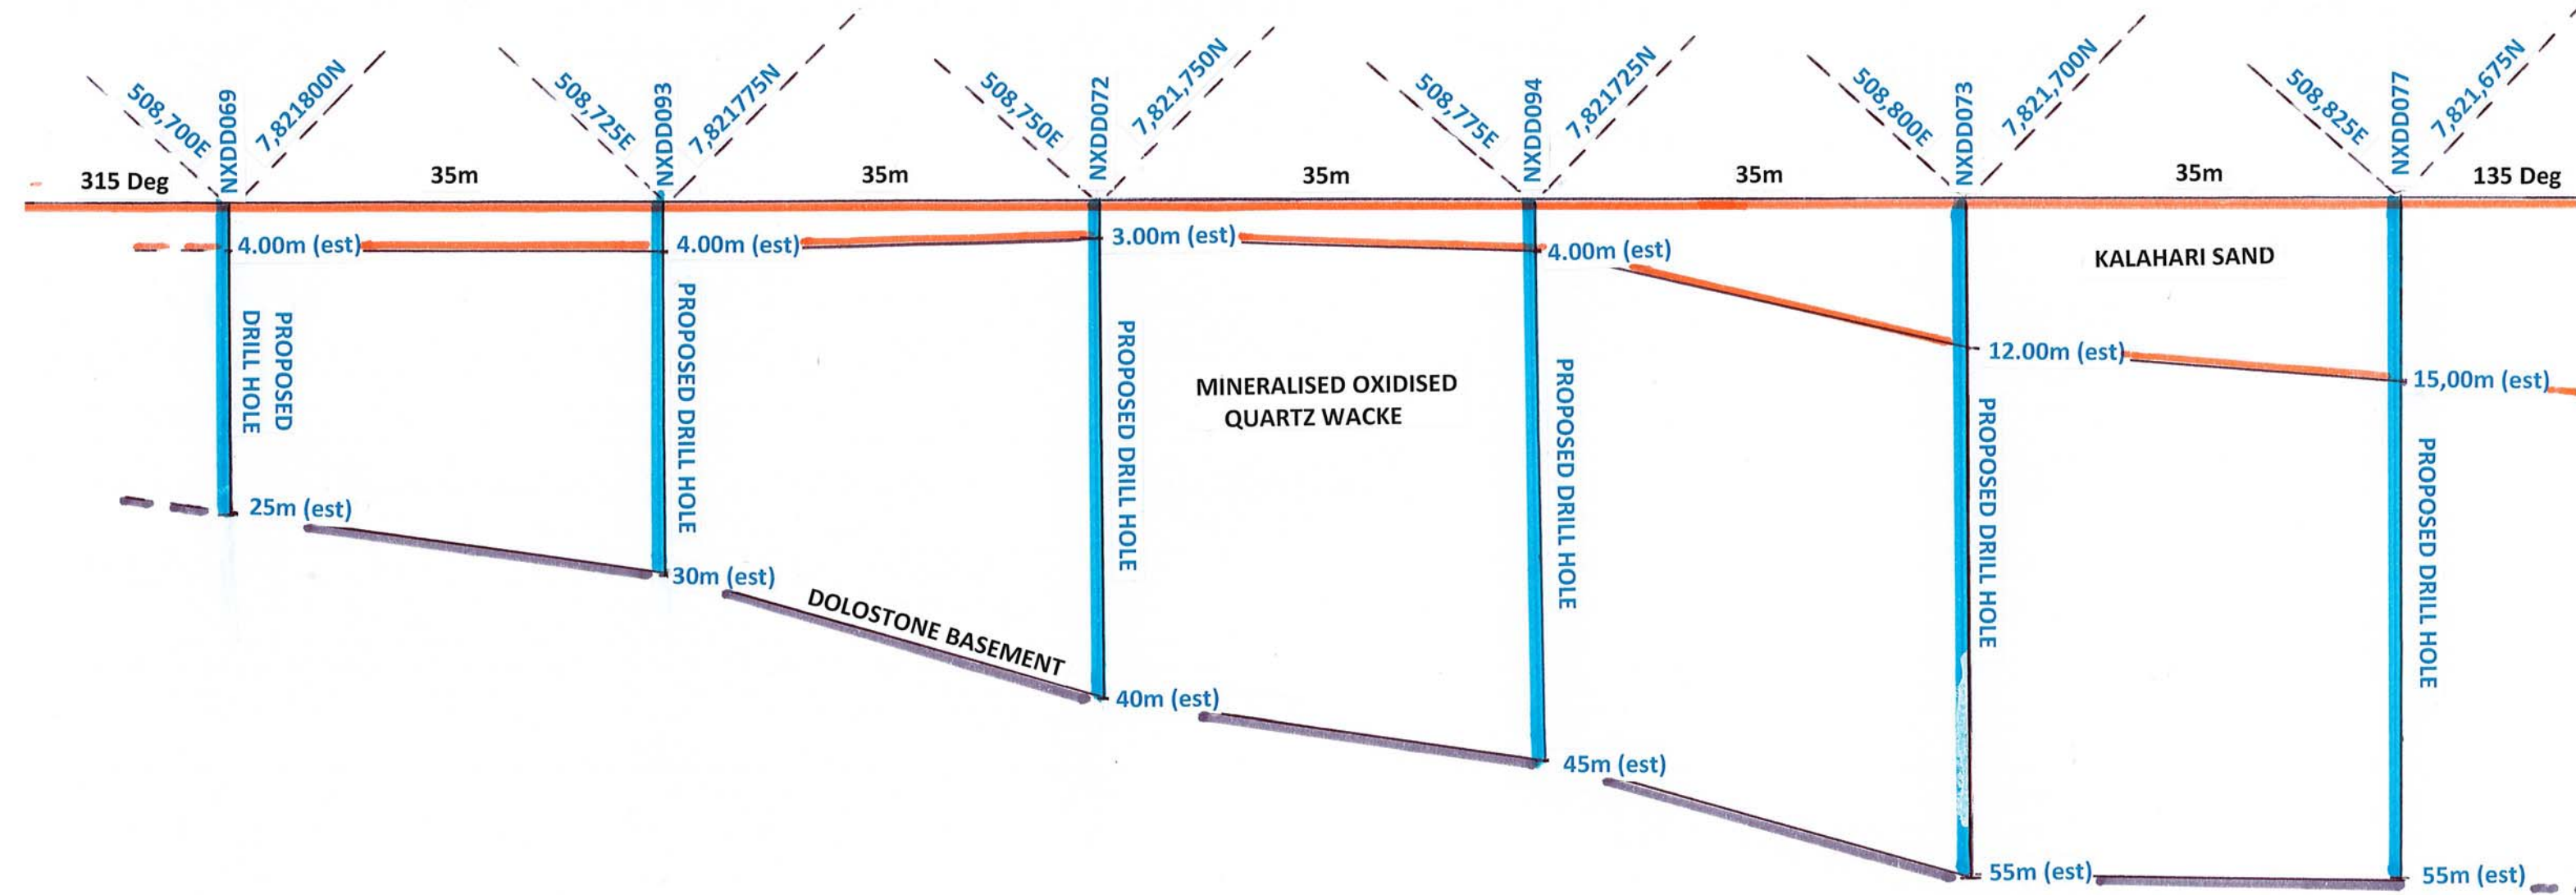 508,700E
NXDD069
7,821800N
508,725E
NXDD093
7,821775N
508,750E
NXDD072
7,821,750N
508,775E
NXDD094
7,821725N
508,800E
NXDD073
7,821,700N
508,825E
NXDD077
7,821,675N
315 Deg
35m
35m
35m
35m
35m
135 Deg
4.00m (est)
4.00m (est)
3.00m (est)
4.00m (est)
12.00m (est)
15,00m (est)
KALAHARI SAND
PROPOSED
DRILL HOLE
PROPOSED DRILL HOLE
PROPOSED DRILL HOLE
MINERALISED OXIDISED
QUARTZ WACKE
PROPOSED DRILL HOLE
PROPOSED DRILL HOLE
PROPOSED DRILL HOLE
25m (est)
30m (est)
DOLOSTONE BASEMENT
40m (est)
45m (est)
55m (est)
55m (est)